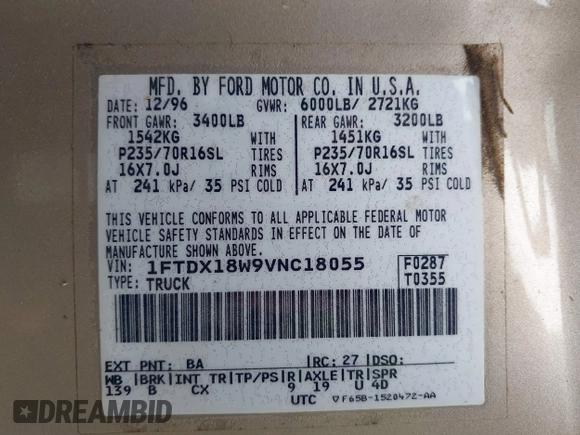 MFD. BY FORD MOTOR CO. IN U.S.A.
DATE: 12/96 GVWR: 6000LB/ 2721KG
FRONT GAWR: 3400LB REAR GAWR: 3200LB
1542KG WITH 1451KG WITH
P235/70R16SL TIRES P235/70R16SL TIRES
16X7.0J RIMS 16X7.0J RIMS
AT 241 kPa/ 35 PSI COLD AT 241 kPa/ 35 PSI COLD
THIS VEHICLE CONFORMS TO ALL APPLICABLE FEDERAL MOTOR
VEHICLE SAFETY STANDARDS IN EFFECT ON THE DATE OF
MANUFACTURE SHOWN ABOVE.
VIN: 1FTDX18W9VNC18055 F0287
TYPE: TRUCK T0355
EXT PNT: BA RC: 27 DSO:
WB BRK INT TR TP/PS R AXLE TR SPR
139 B CX 9 19 U 4D
UTC F65B-1520472-AA
DREAMBID